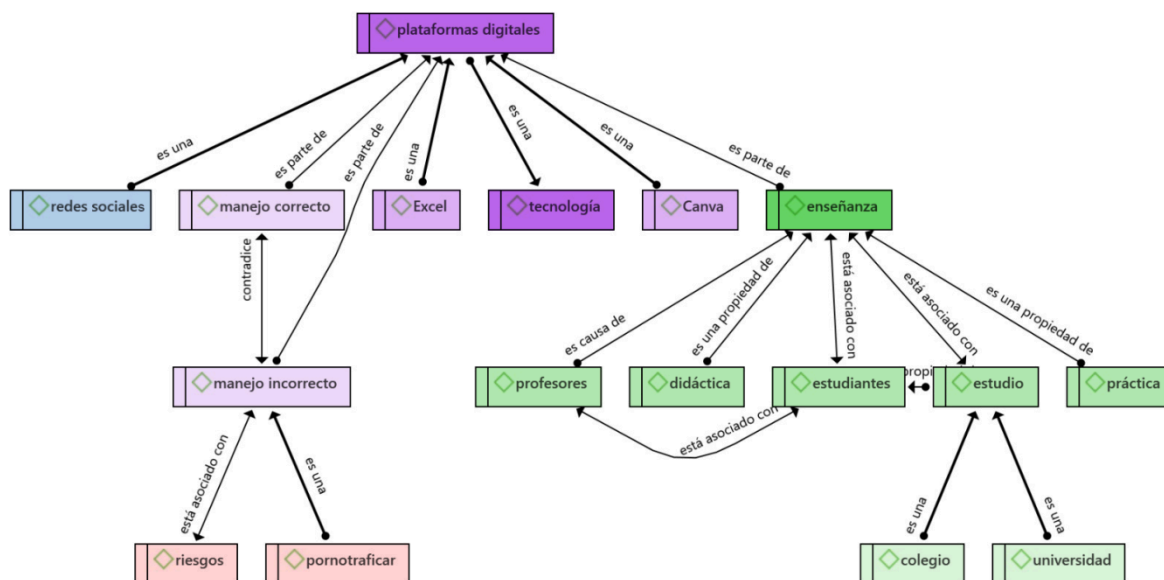 plataformas digitales
es una
es parte de
es parte de
es una
es una
es una
es parte de
redes sociales
manejo correcto
Excel
tecnología
Canva
enseñanza
contradice
es causa de
es una propiedad de
está asociado con
está asociado con
es una propiedad de
manejo incorrecto
profesores
didáctica
estudiantes
estudio
práctica
está asociado con
está asociado con
es una
es una
es una
riesgos
pornotraficar
colegio
universidad